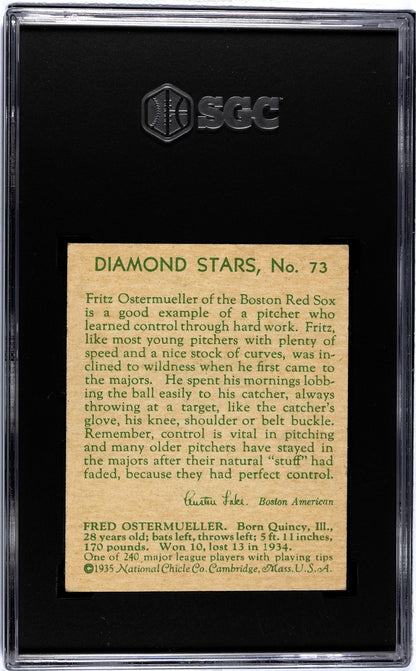 SGC
DIAMOND STARS, No. 73
Fritz Ostermueller of the Boston Red Sox
is a good example of a pitcher who
learned control through hard work. Fritz,
like most young pitchers with plenty of
speed and a nice stock of curves, was in-
clined to wildness when he first came to
the majors. He spent his mornings lobb-
ing the ball easily to his catcher, always
throwing at a target, like the catcher's
glove, his knee, shoulder or belt buckle.
Remember, control is vital in pitching
and many older pitchers have stayed in
the majors after their natural "stuff" had
faded, because they had perfect control.
Austen Lake Boston American
FRED OSTERMUELLER. Born Quincy, Ill.,
28 years old; bats left, throws left; 5 ft. 11 inches,
170 pounds. Won 10, lost 13 in 1934.
One of 240 major league players with playing tips
©1935 National Chicle Co. Cambridge, Mass. U.S.A.